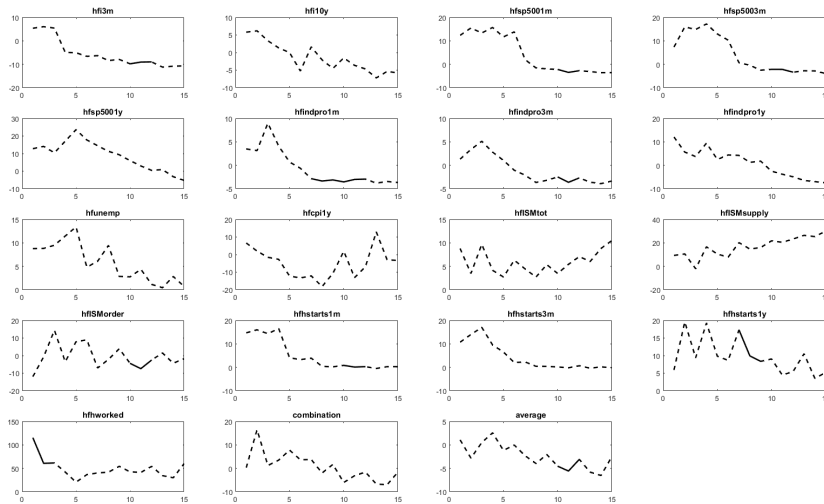 hfi3m hfi10y hfsp5001m hfsp5003m
10 10 20 20
0 5 10 10
-10 0 0 0
-20 -5 -10 -10
-10
0 5 10 15 0 5 10 15 0 5 10 15 0 5 10 15
hfsp5001y hfindpro1m hfindpro3m hfindpro1y
30 10 10 20
20 5 5 10
10 0 0 0
0 -5 -5 -10
-10
0 5 10 15 0 5 10 15 0 5 10 15 0 5 10 15
hfunemp hfcpi1y hfISMtot hfISMsupply
15 20 15 40
10 10 10 20
5 0 5 0
0 -10 0 -20
-20
0 5 10 15 0 5 10 15 0 5 10 15 0 5 10 15
hfISMorder hfhstarts1m hfhstarts3m hfhstarts1y
20 20 20 20
10 10 10 15
0 0 0 10
-10 -10 -10 5
-20 0
0 5 10 15 0 5 10 15 0 5 10 15 0 5 10 15
hfhworked combination average
150 20 5
100 10 0
50 0 -5
0 -10 -10
0 5 10 15 0 5 10 15 0 5 10 15